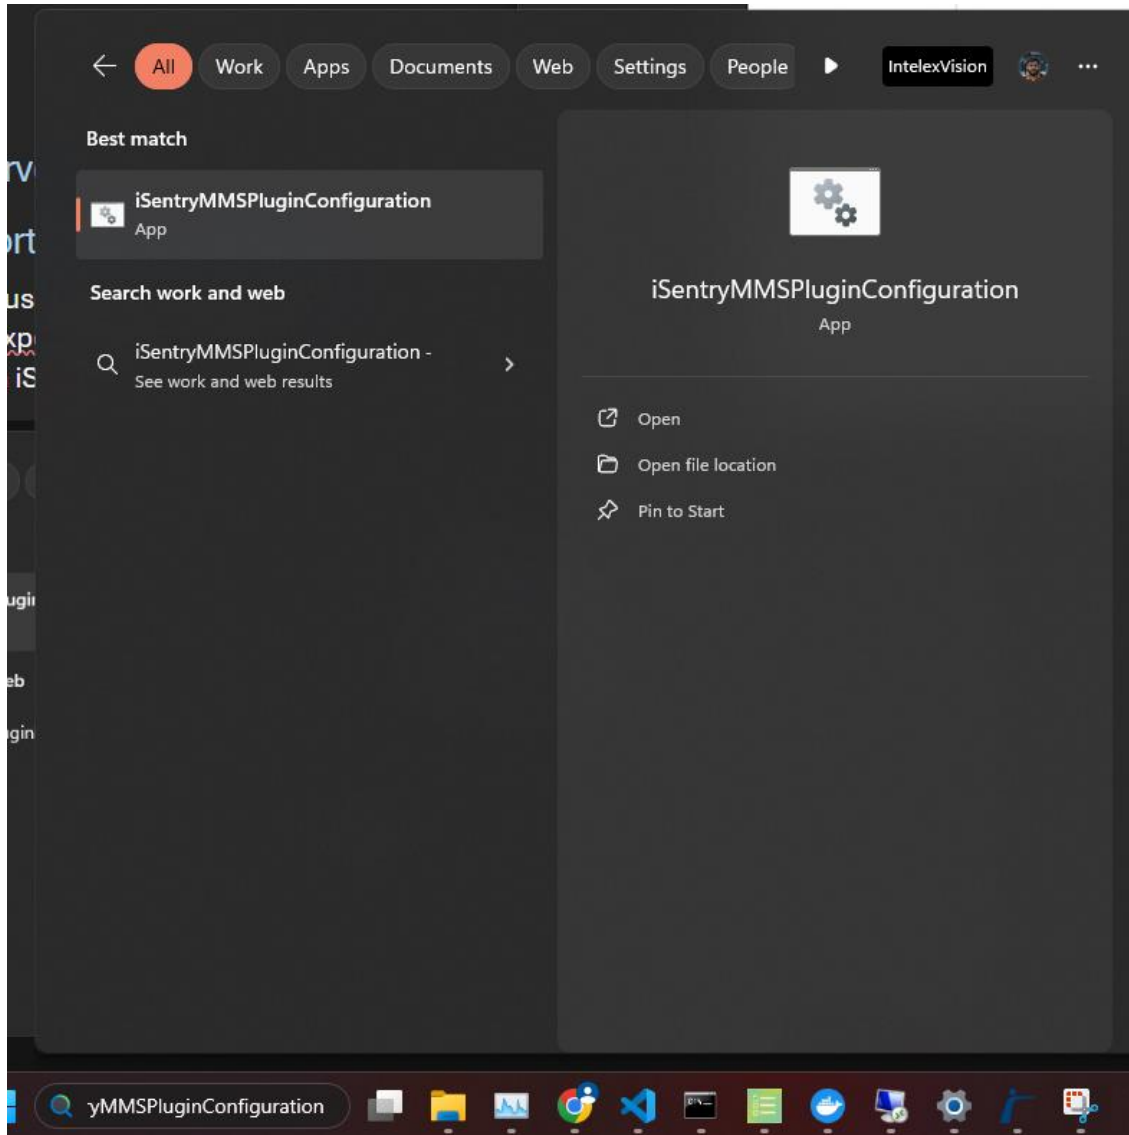 All
Work
Apps
Documents
Web
Settings
People
IntelexVision
Best match
iSentryMMSPluginConfiguration
App
Search work and web
iSentryMMSPluginConfiguration -
See work and web results
iSentryMMSPluginConfiguration
App
Open
Open file location
Pin to Start
yMMSPluginConfiguration